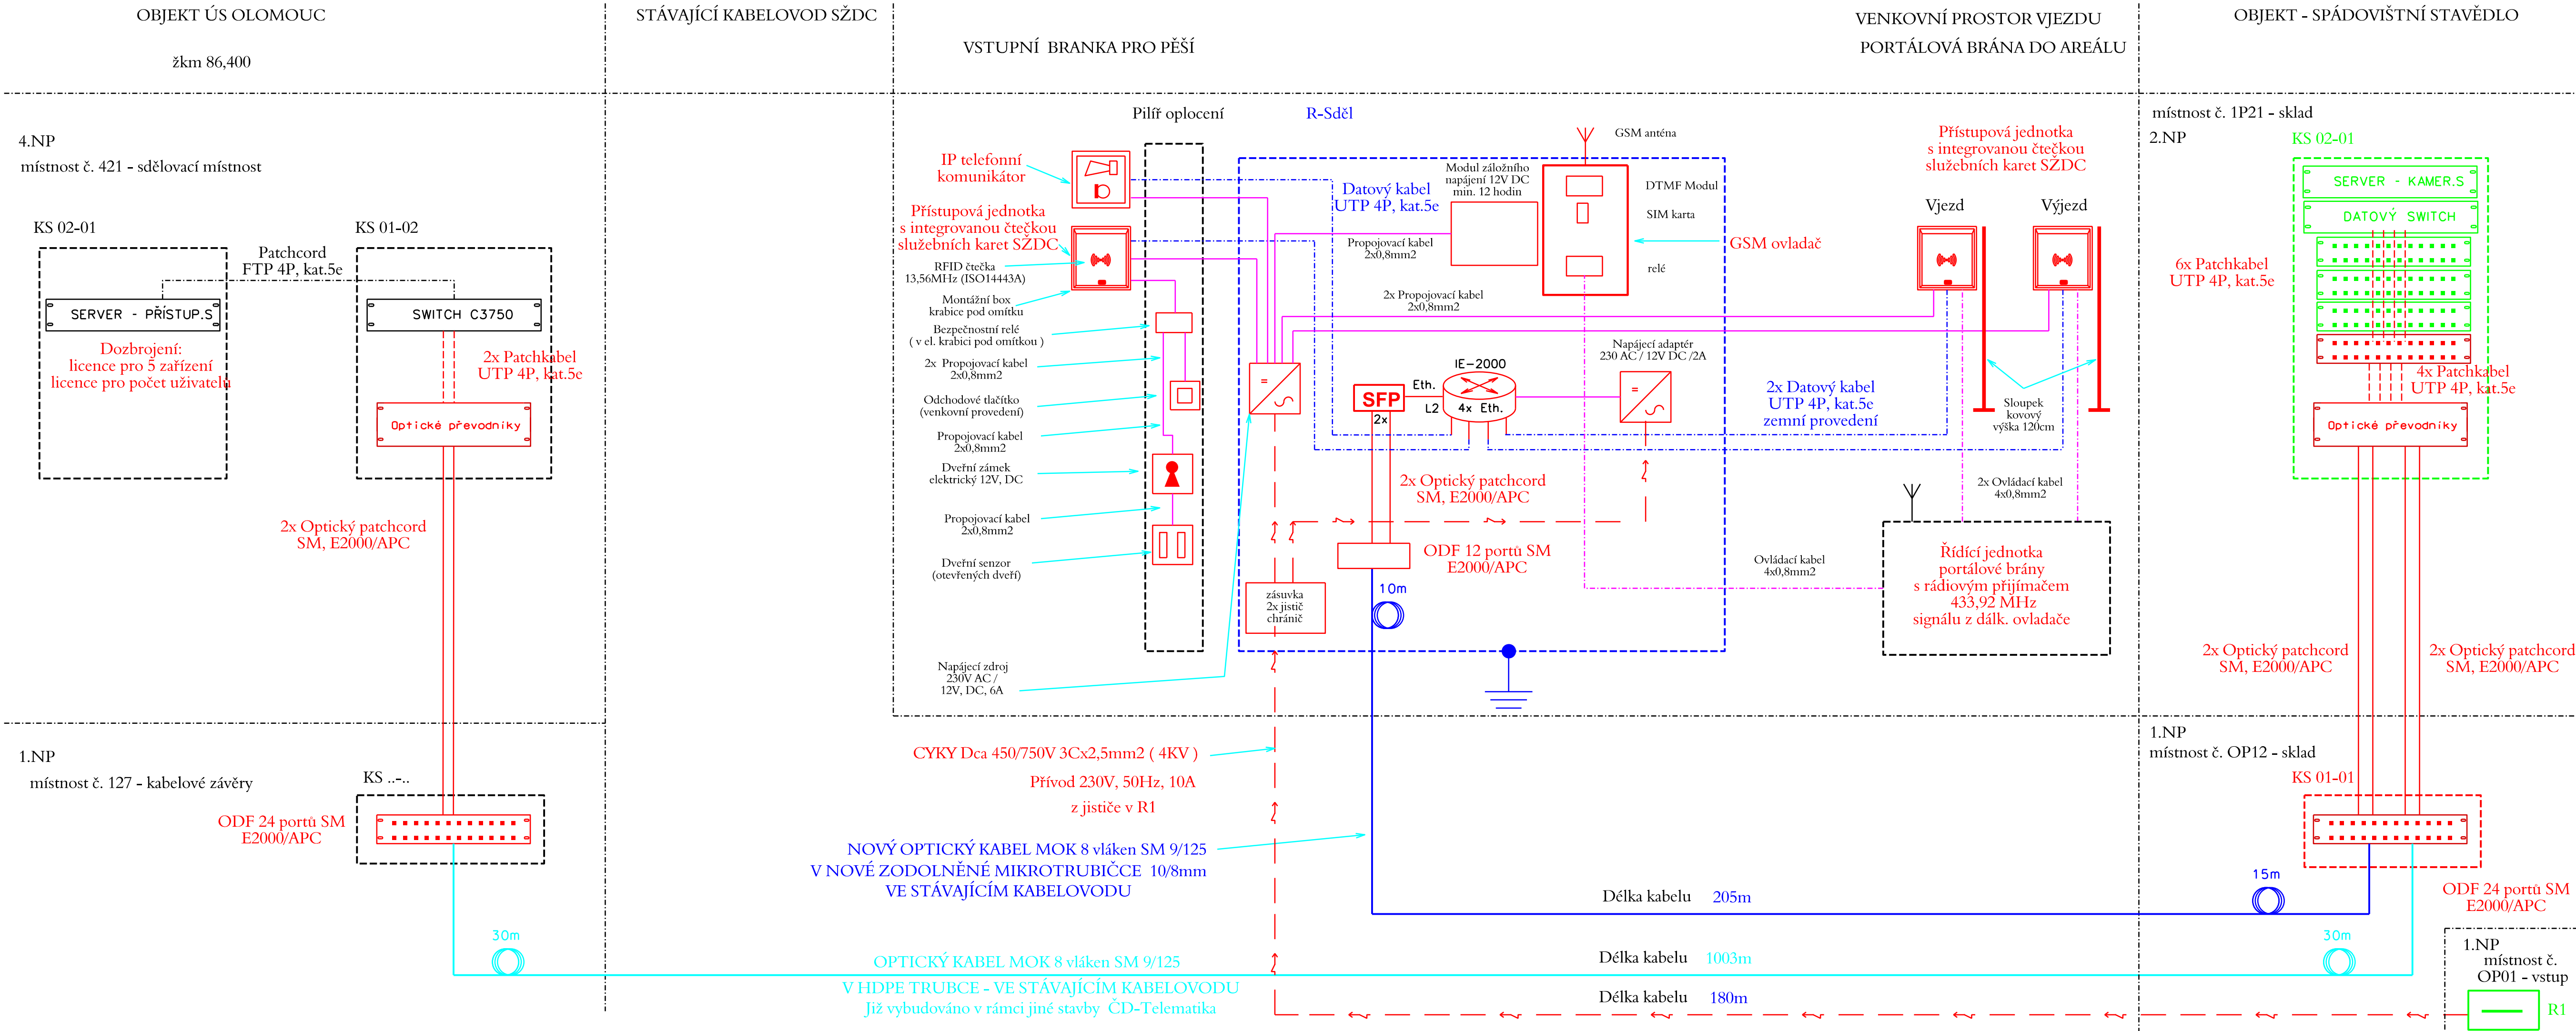 OBJEKT ÚS OLOMOUC
žkm 86,400
STÁVAJÍCÍ KABELOVOD SŽDC
VSTUPNÍ BRANKA PRO PĚŠÍ
VENKOVNÍ PROSTOR VJEZDU
PORTÁLOVÁ BRÁNA DO AREÁLU
OBJEKT - SPÁDOVIŠTNÍ STAVĚDLO
4.NP
místnost č. 421 - sdělovací místnost
KS 02-01
KS 01-02
Patchcord
FTP 4P, kat.5e
SERVER - PŘÍSTUP.S
SWITCH C3750
Dozbrojení:
licence pro 5 zařízení
licence pro počet uživatelů
2x Patchkabel
UTP 4P, kat.5e
Optické převodníky
2x Optický patchcord
SM, E2000/APC
1.NP
místnost č. 127 - kabelové závěry
KS ..-..
ODF 24 portů SM
E2000/APC
30m
Pilíř oplocení
R-Sděl
IP telefonní
komunikátor
Přístupová jednotka
s integrovanou čtečkou
služebních karet SŽDC
RFID čtečka
13,56MHz (ISO14443A)
Montážní box
krabice pod omítku
Bezpečnostní relé
( v el. krabici pod omítkou )
2x Propojovací kabel
2x0,8mm2
Odchodové tlačítko
(venkovní provedení)
Propojovací kabel
2x0,8mm2
Dveřní zámek
elektrický 12V, DC
Propojovací kabel
2x0,8mm2
Dveřní senzor
(otevřených dveří)
Napájecí zdroj
230V AC /
12V, DC, 6A
Datový kabel
UTP 4P, kat.5e
Modul záložního
napájení 12V DC
min. 12 hodin
Propojovací kabel
2x0,8mm2
2x Propojovací kabel
2x0,8mm2
GSM anténa
DTMF Modul
SIM karta
GSM ovladač
relé
Napájecí adaptér
230 AC / 12V DC /2A
IE-2000
SFP
Eth.
L2
4x Eth.
2x
2x Datový kabel
UTP 4P, kat.5e
zemní provedení
2x Optický patchcord
SM, E2000/APC
ODF 12 portů SM
E2000/APC
zásuvka
2x jistič
chránič
10m
Přístupová jednotka
s integrovanou čtečkou
služebních karet SŽDC
Vjezd
Výjezd
Sloupek
kovový
výška 120cm
2x Ovládací kabel
4x0,8mm2
Ovládací kabel
4x0,8mm2
Řídící jednotka
portálové brány
s rádiovým přijímačem
433,92 MHz
signálu z dálk. ovladače
CYKY Dca 450/750V 3Cx2,5mm2 ( 4KV )
Přívod 230V, 50Hz, 10A
z jističe v R1
NOVÝ OPTICKÝ KABEL MOK 8 vláken SM 9/125
V NOVÉ ZODOLNĚNÉ MIKROTRUBIČCE 10/8mm
VE STÁVAJÍCÍM KABELOVODU
Délka kabelu 205m
OPTICKÝ KABEL MOK 8 vláken SM 9/125
V HDPE TRUBCE - VE STÁVAJÍCÍM KABELOVODU
Již vybudováno v rámci jiné stavby ČD-Telematika
Délka kabelu 1003m
Délka kabelu 180m
místnost č. 1P21 - sklad
2.NP
KS 02-01
SERVER - KAMER.S
DATOVÝ SWITCH
6x Patchkabel
UTP 4P, kat.5e
4x Patchkabel
UTP 4P, kat.5e
Optické převodníky
2x Optický patchcord
SM, E2000/APC
2x Optický patchcord
SM, E2000/APC
1.NP
místnost č. OP12 - sklad
KS 01-01
15m
ODF 24 portů SM
E2000/APC
30m
1.NP
místnost č.
OP01 - vstup
R1